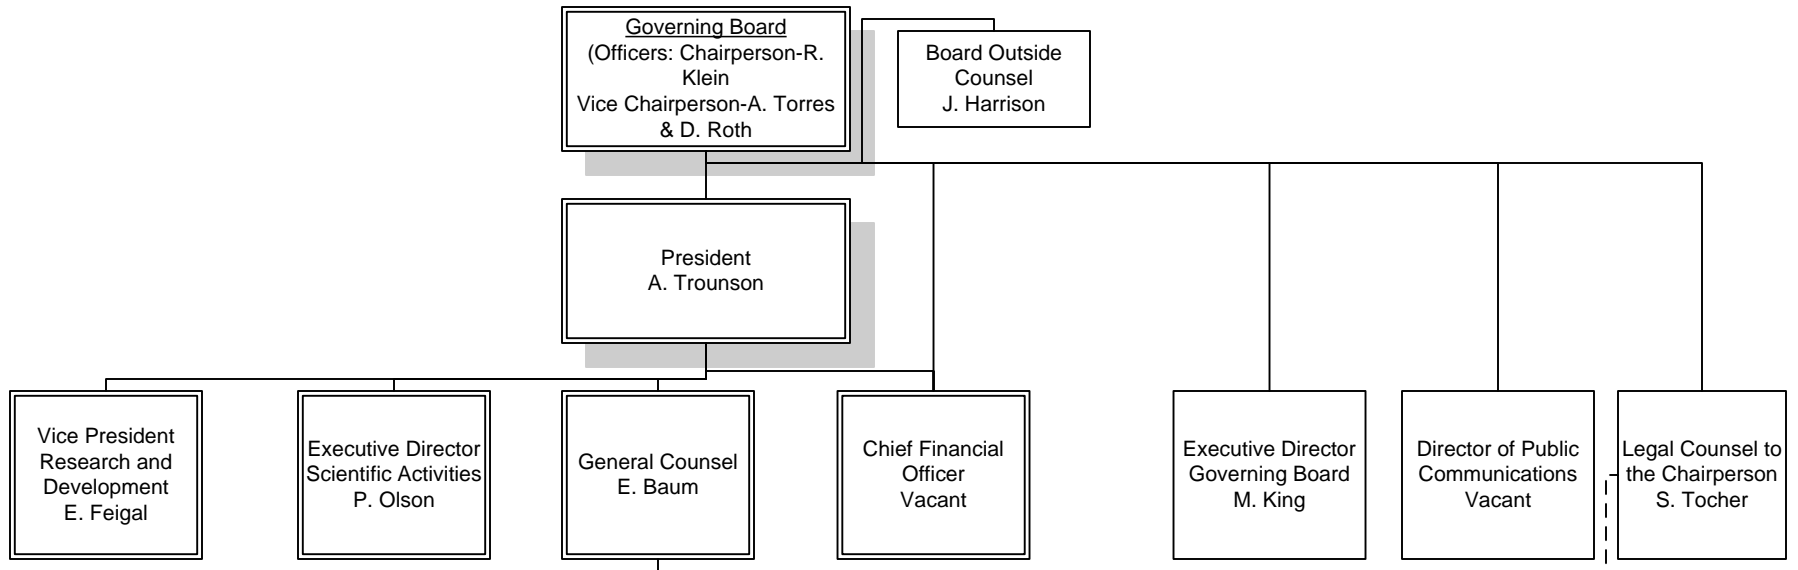 Governing Board
(Officers: Chairperson-R.
Klein
Vice Chairperson-A. Torres
& D. Roth
Board Outside
Counsel
J. Harrison
President
A. Trounson
Vice President
Research and
Development
E. Feigal
Executive Director
Scientific Activities
P. Olson
General Counsel
E. Baum
Chief Financial
Officer
Vacant
Executive Director
Governing Board
M. King
Director of Public
Communications
Vacant
Legal Counsel to
the Chairperson
S. Tocher